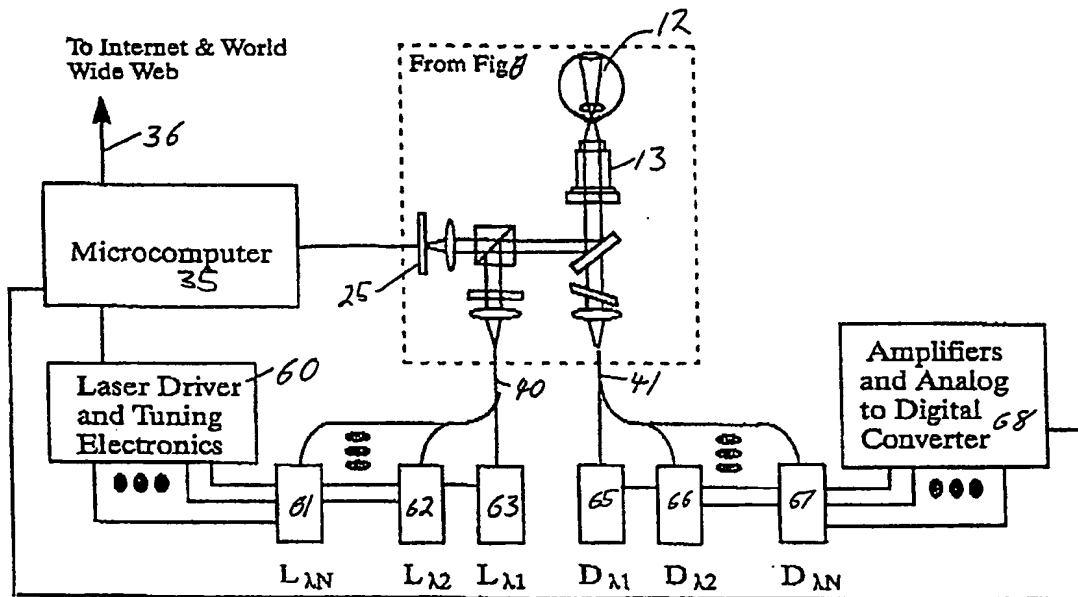 To Internet & World
Wide Web
36
From Fig 8
12
13
Microcomputer
35
25
Laser Driver
and Tuning
Electronics
60
40
41
Amplifiers
and Analog
to Digital
Converter 68
61
62
63
65
66
67
LλN
Lλ2
Lλ1
Dλ1
Dλ2
DλN